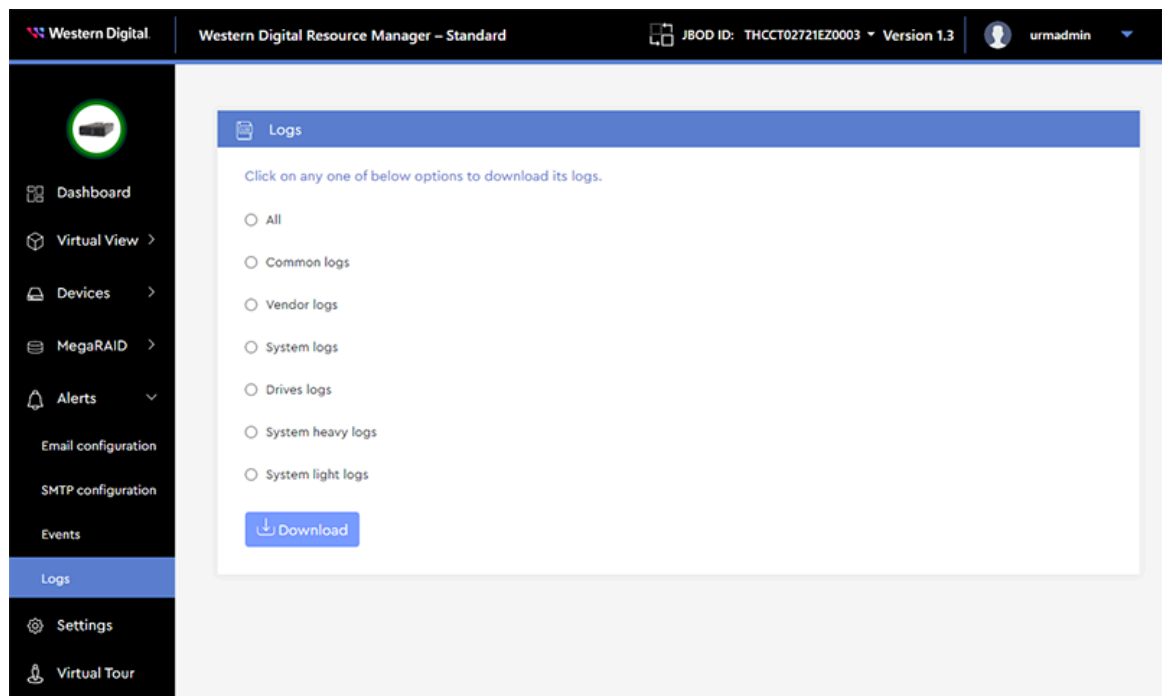 Western Digital.
Western Digital Resource Manager – Standard
JBOD ID: THCCT02721EZ0003 Version 1.3
urmadmin
Dashboard
Virtual View
Devices
MegaRAID
Alerts
Email configuration
SMTP configuration
Events
Logs
Settings
Virtual Tour
Logs
Click on any one of below options to download its logs.
All
Common logs
Vendor logs
System logs
Drives logs
System heavy logs
System light logs
Download